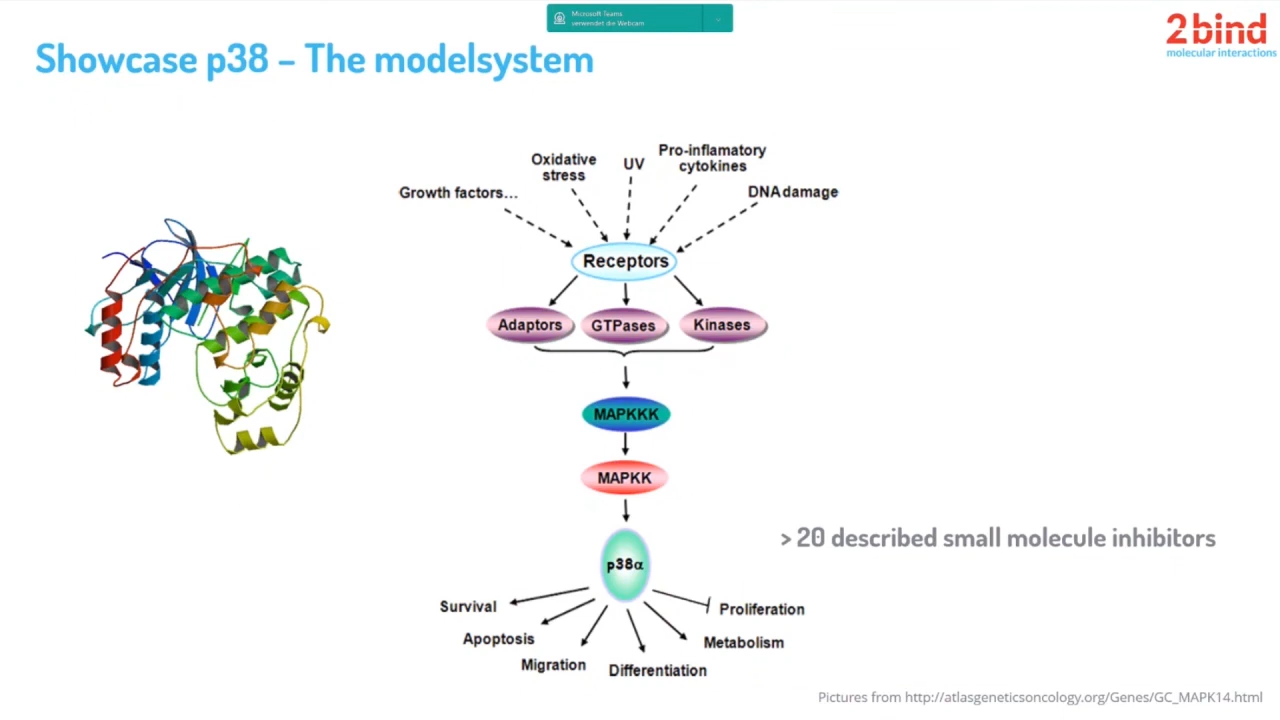 Microsoft Teams
verwendet die Webcam
2bind
molecular interactions
Showcase p38 – The modelsystem
Pro-inflamatory
cytokines
Oxidative
stress
UV
Growth factors...
DNA damage
Receptors
Adaptors
GTPases
Kinases
MAPKKK
MAPKK
> 20 described small molecule inhibitors
p38α
Survival
Proliferation
Apoptosis
Metabolism
Migration
Differentiation
Pictures from http://atlasgeneticsoncology.org/Genes/GC_MAPK14.html